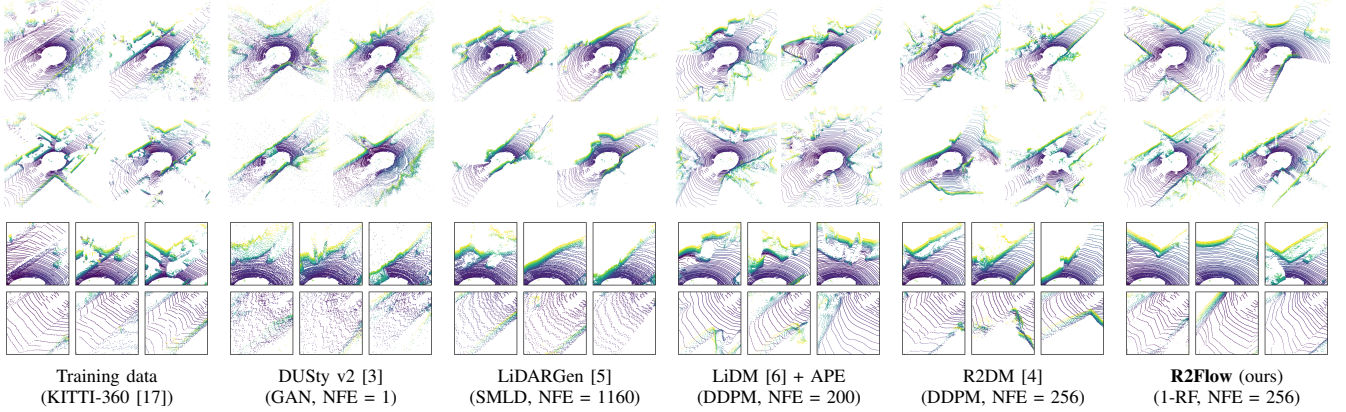 Training data
(KITTI-360 [17])
DUSty v2 [3]
(GAN, NFE = 1)
LiDARGen [5]
(SMLD, NFE = 1160)
LiDM [6] + APE
(DDPM, NFE = 200)
R2DM [4]
(DDPM, NFE = 256)
R2Flow (ours)
(1-RF, NFE = 256)